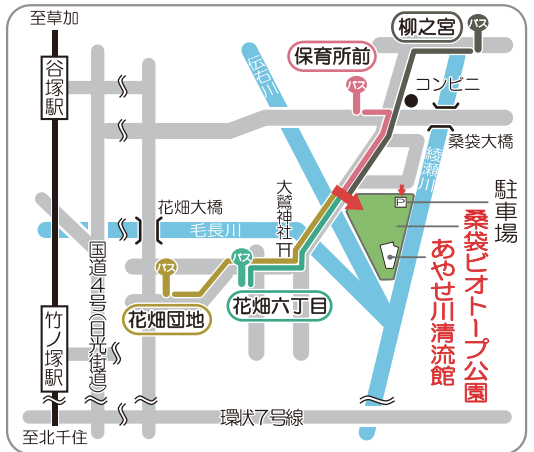 至草加
谷塚駅
伝右川
保育所前
バス
柳之宮
バス
コンビニ
桑袋大橋
綾瀬川
花畑大橋
毛長川
大鷲神社
P
駐車場
桑袋ビオトープ公園
あやせ川清流館
国道4号(日光街道)
バス
花畑団地
バス
花畑六丁目
竹ノ塚駅
環状7号線
至北千住